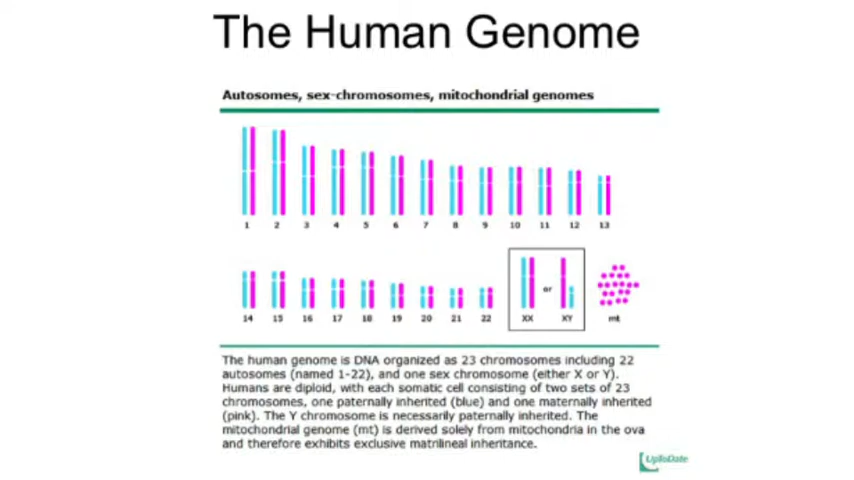 The Human Genome
Autosomes, sex-chromosomes, mitochondrial genomes
1 2 3 4 5 6 7 8 9 10 11 12 13
14 15 16 17 18 19 20 21 22 XX or XY mt
The human genome is DNA organized as 23 chromosomes including 22
autosomes (named 1-22), and one sex chromosome (either X or Y).
Humans are diploid, with each somatic cell consisting of two sets of 23
chromosomes, one paternally inherited (blue) and one maternally inherited
(pink). The Y chromosome is necessarily paternally inherited. The
mitochondrial genome (mt) is derived solely from mitochondria in the ova
and therefore exhibits exclusive matrilineal inheritance.
UpToDate